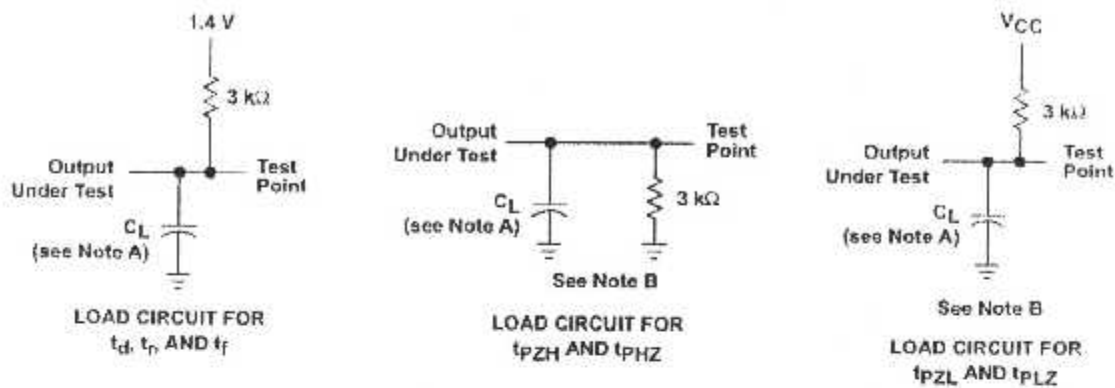 1.4 V
3 kΩ
Output
Under Test
Test
Point
CL
(see Note A)
LOAD CIRCUIT FOR
td, tr, AND tf
Output
Under Test
Test
Point
CL
(see Note A)
3 kΩ
See Note B
LOAD CIRCUIT FOR
tPZH AND tPHZ
VCC
3 kΩ
Output
Under Test
Test
Point
CL
(see Note A)
See Note B
LOAD CIRCUIT FOR
tPZL AND tPLZ